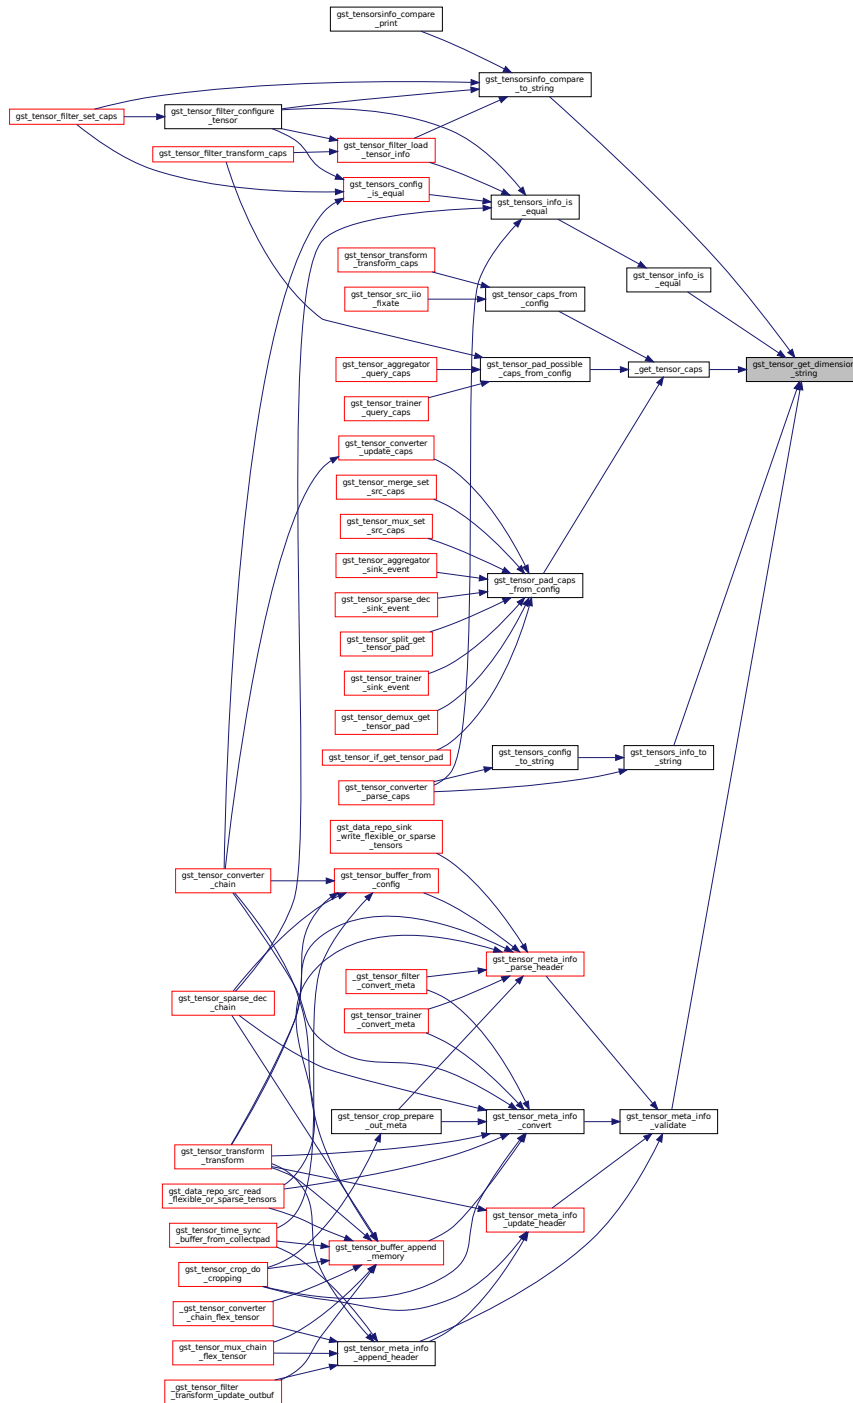 gst_tensorsinfo_compare
_print
gst_tensorsinfo_compare
_to_string
gst_tensor_filter_configure
_tensor
gst_tensor_filter_set_caps
gst_tensor_filter_load
_tensor_info
gst_tensor_filter_transform_caps
gst_tensors_config
_is_equal
gst_tensors_info_is
_equal
gst_tensor_transform
_transform_caps
gst_tensor_info_is
_equal
gst_tensor_src_iio
_fixate
gst_tensor_caps_from
_config
gst_tensor_aggregator
_query_caps
gst_tensor_pad_possible
_caps_from_config
_get_tensor_caps
gst_tensor_get_dimension
_string
gst_tensor_trainer
_query_caps
gst_tensor_converter
_update_caps
gst_tensor_merge_set
_src_caps
gst_tensor_mux_set
_src_caps
gst_tensor_aggregator
_sink_event
gst_tensor_pad_caps
_from_config
gst_tensor_sparse_dec
_sink_event
gst_tensor_split_get
_tensor_pad
gst_tensor_trainer
_sink_event
gst_tensor_demux_get
_tensor_pad
gst_tensor_if_get_tensor_pad
gst_tensors_config
_to_string
gst_tensors_info_to
_string
gst_tensor_converter
_parse_caps
gst_data_repo_sink
_write_flexible_or_sparse
_tensors
gst_tensor_converter
_chain
gst_tensor_buffer_from
_config
gst_tensor_meta_info
_parse_header
_gst_tensor_filter
_convert_meta
gst_tensor_sparse_dec
_chain
gst_tensor_trainer
_convert_meta
gst_tensor_crop_prepare
_out_meta
gst_tensor_meta_info
_convert
gst_tensor_meta_info
_validate
gst_tensor_transform
_transform
gst_data_repo_src_read
_flexible_or_sparse_tensors
gst_tensor_meta_info
_update_header
gst_tensor_time_sync
_buffer_from_collectpad
gst_tensor_buffer_append
_memory
gst_tensor_crop_do
_cropping
_gst_tensor_converter
_chain_flex_tensor
gst_tensor_mux_chain
_flex_tensor
gst_tensor_meta_info
_append_header
_gst_tensor_filter
_transform_update_outbuf